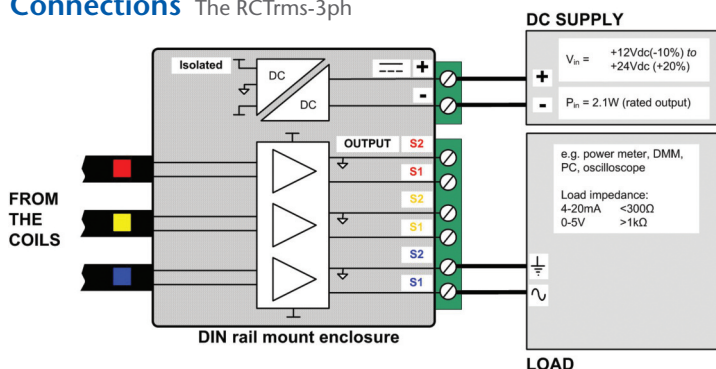 Connections The RCTrms-3ph
DC SUPPLY
Isolated
DC
DC
+
-
+
-
Vin = +12Vdc(-10%) to
+24Vdc (+20%)
Pin = 2.1W (rated output)
OUTPUT S2
S1
S2
S1
S2
S1
FROM
THE
COILS
e.g. power meter, DMM,
PC, oscilloscope
Load impedance:
4-20mA <300Ω
0-5V >1kΩ
DIN rail mount enclosure
LOAD